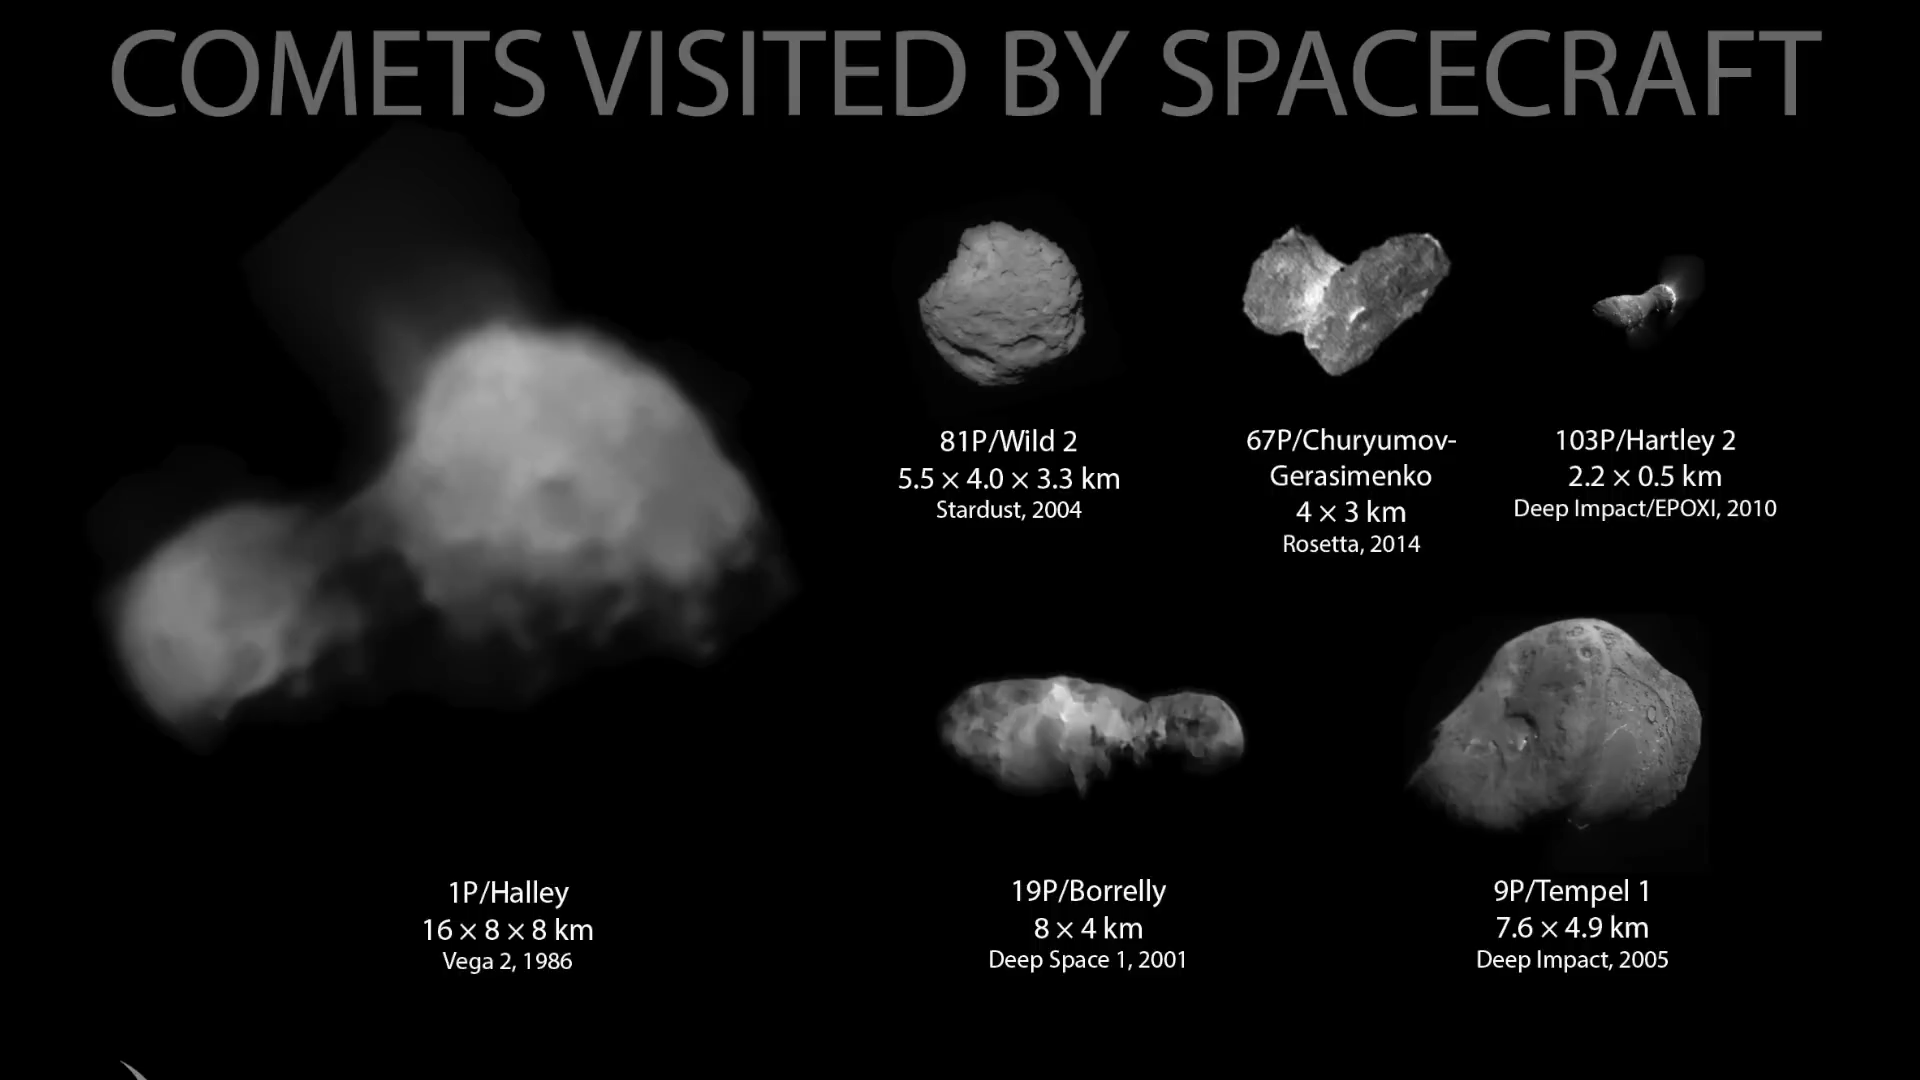 COMETS VISITED BY SPACECRAFT
81P/Wild 2
5.5 × 4.0 × 3.3 km
Stardust, 2004
67P/Churyumov-
Gerasimenko
4 × 3 km
Rosetta, 2014
103P/Hartley 2
2.2 × 0.5 km
Deep Impact/EPOXI, 2010
1P/Halley
16 × 8 × 8 km
Vega 2, 1986
19P/Borrelly
8 × 4 km
Deep Space 1, 2001
9P/Tempel 1
7.6 × 4.9 km
Deep Impact, 2005